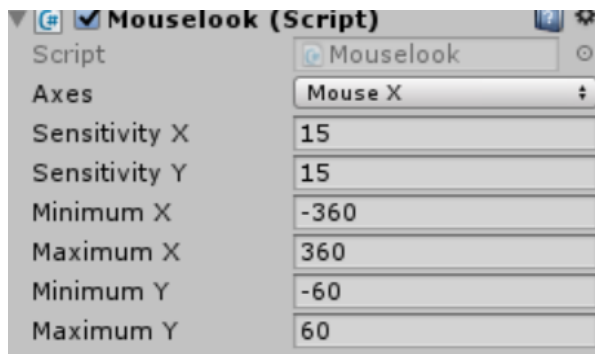 Mouselook (Script)
Script Mouselook
Axes Mouse X
Sensitivity X 15
Sensitivity Y 15
Minimum X -360
Maximum X 360
Minimum Y -60
Maximum Y 60